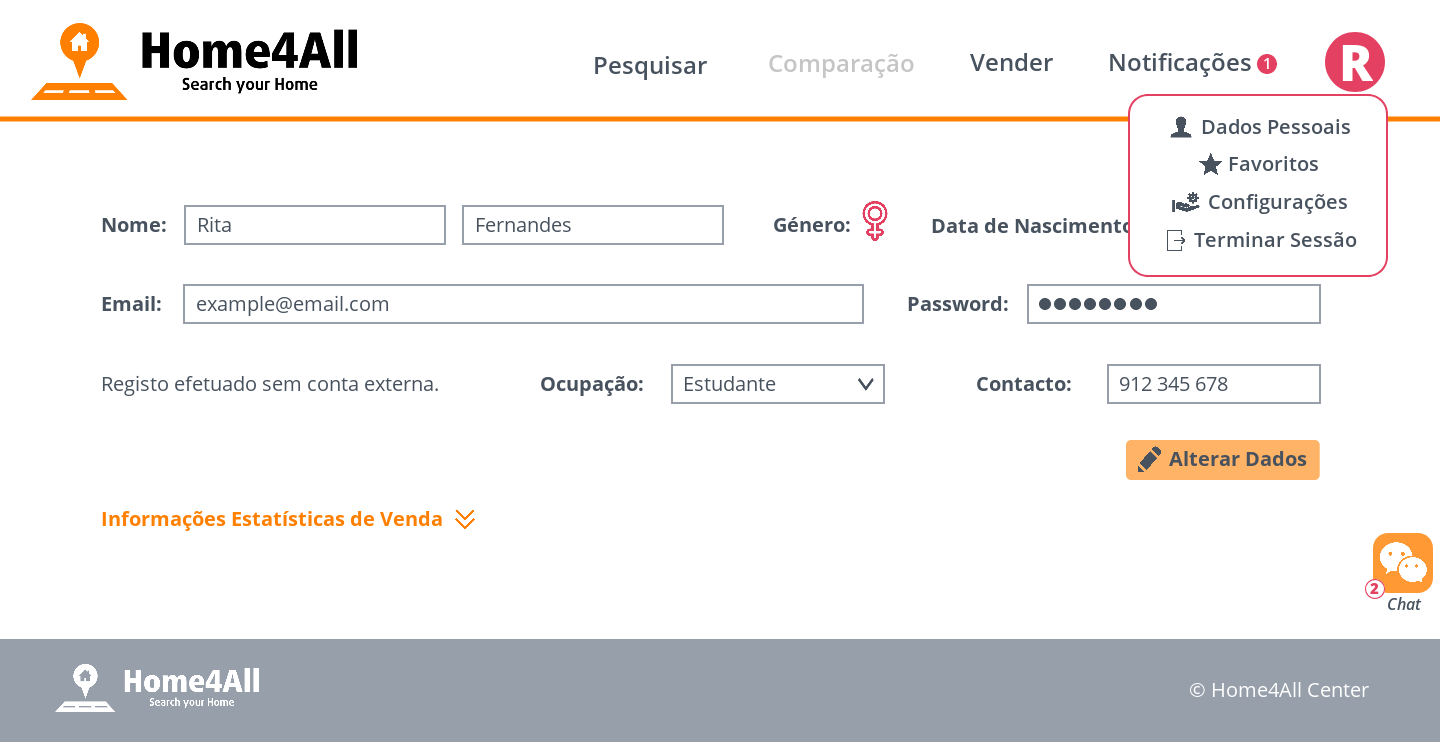 Home4All
Search your Home
Pesquisar
Comparação
Vender
Notificações 1
R
Dados Pessoais
Favoritos
Configurações
Terminar Sessão
Nome: Rita Fernandes Género: Data de Nascimento
Email: example@email.com Password: ●●●●●●●●
Registo efetuado sem conta externa. Ocupação: Estudante Contacto: 912 345 678
Alterar Dados
Informações Estatísticas de Venda
2
Chat
Home4All
Search your Home
© Home4All Center